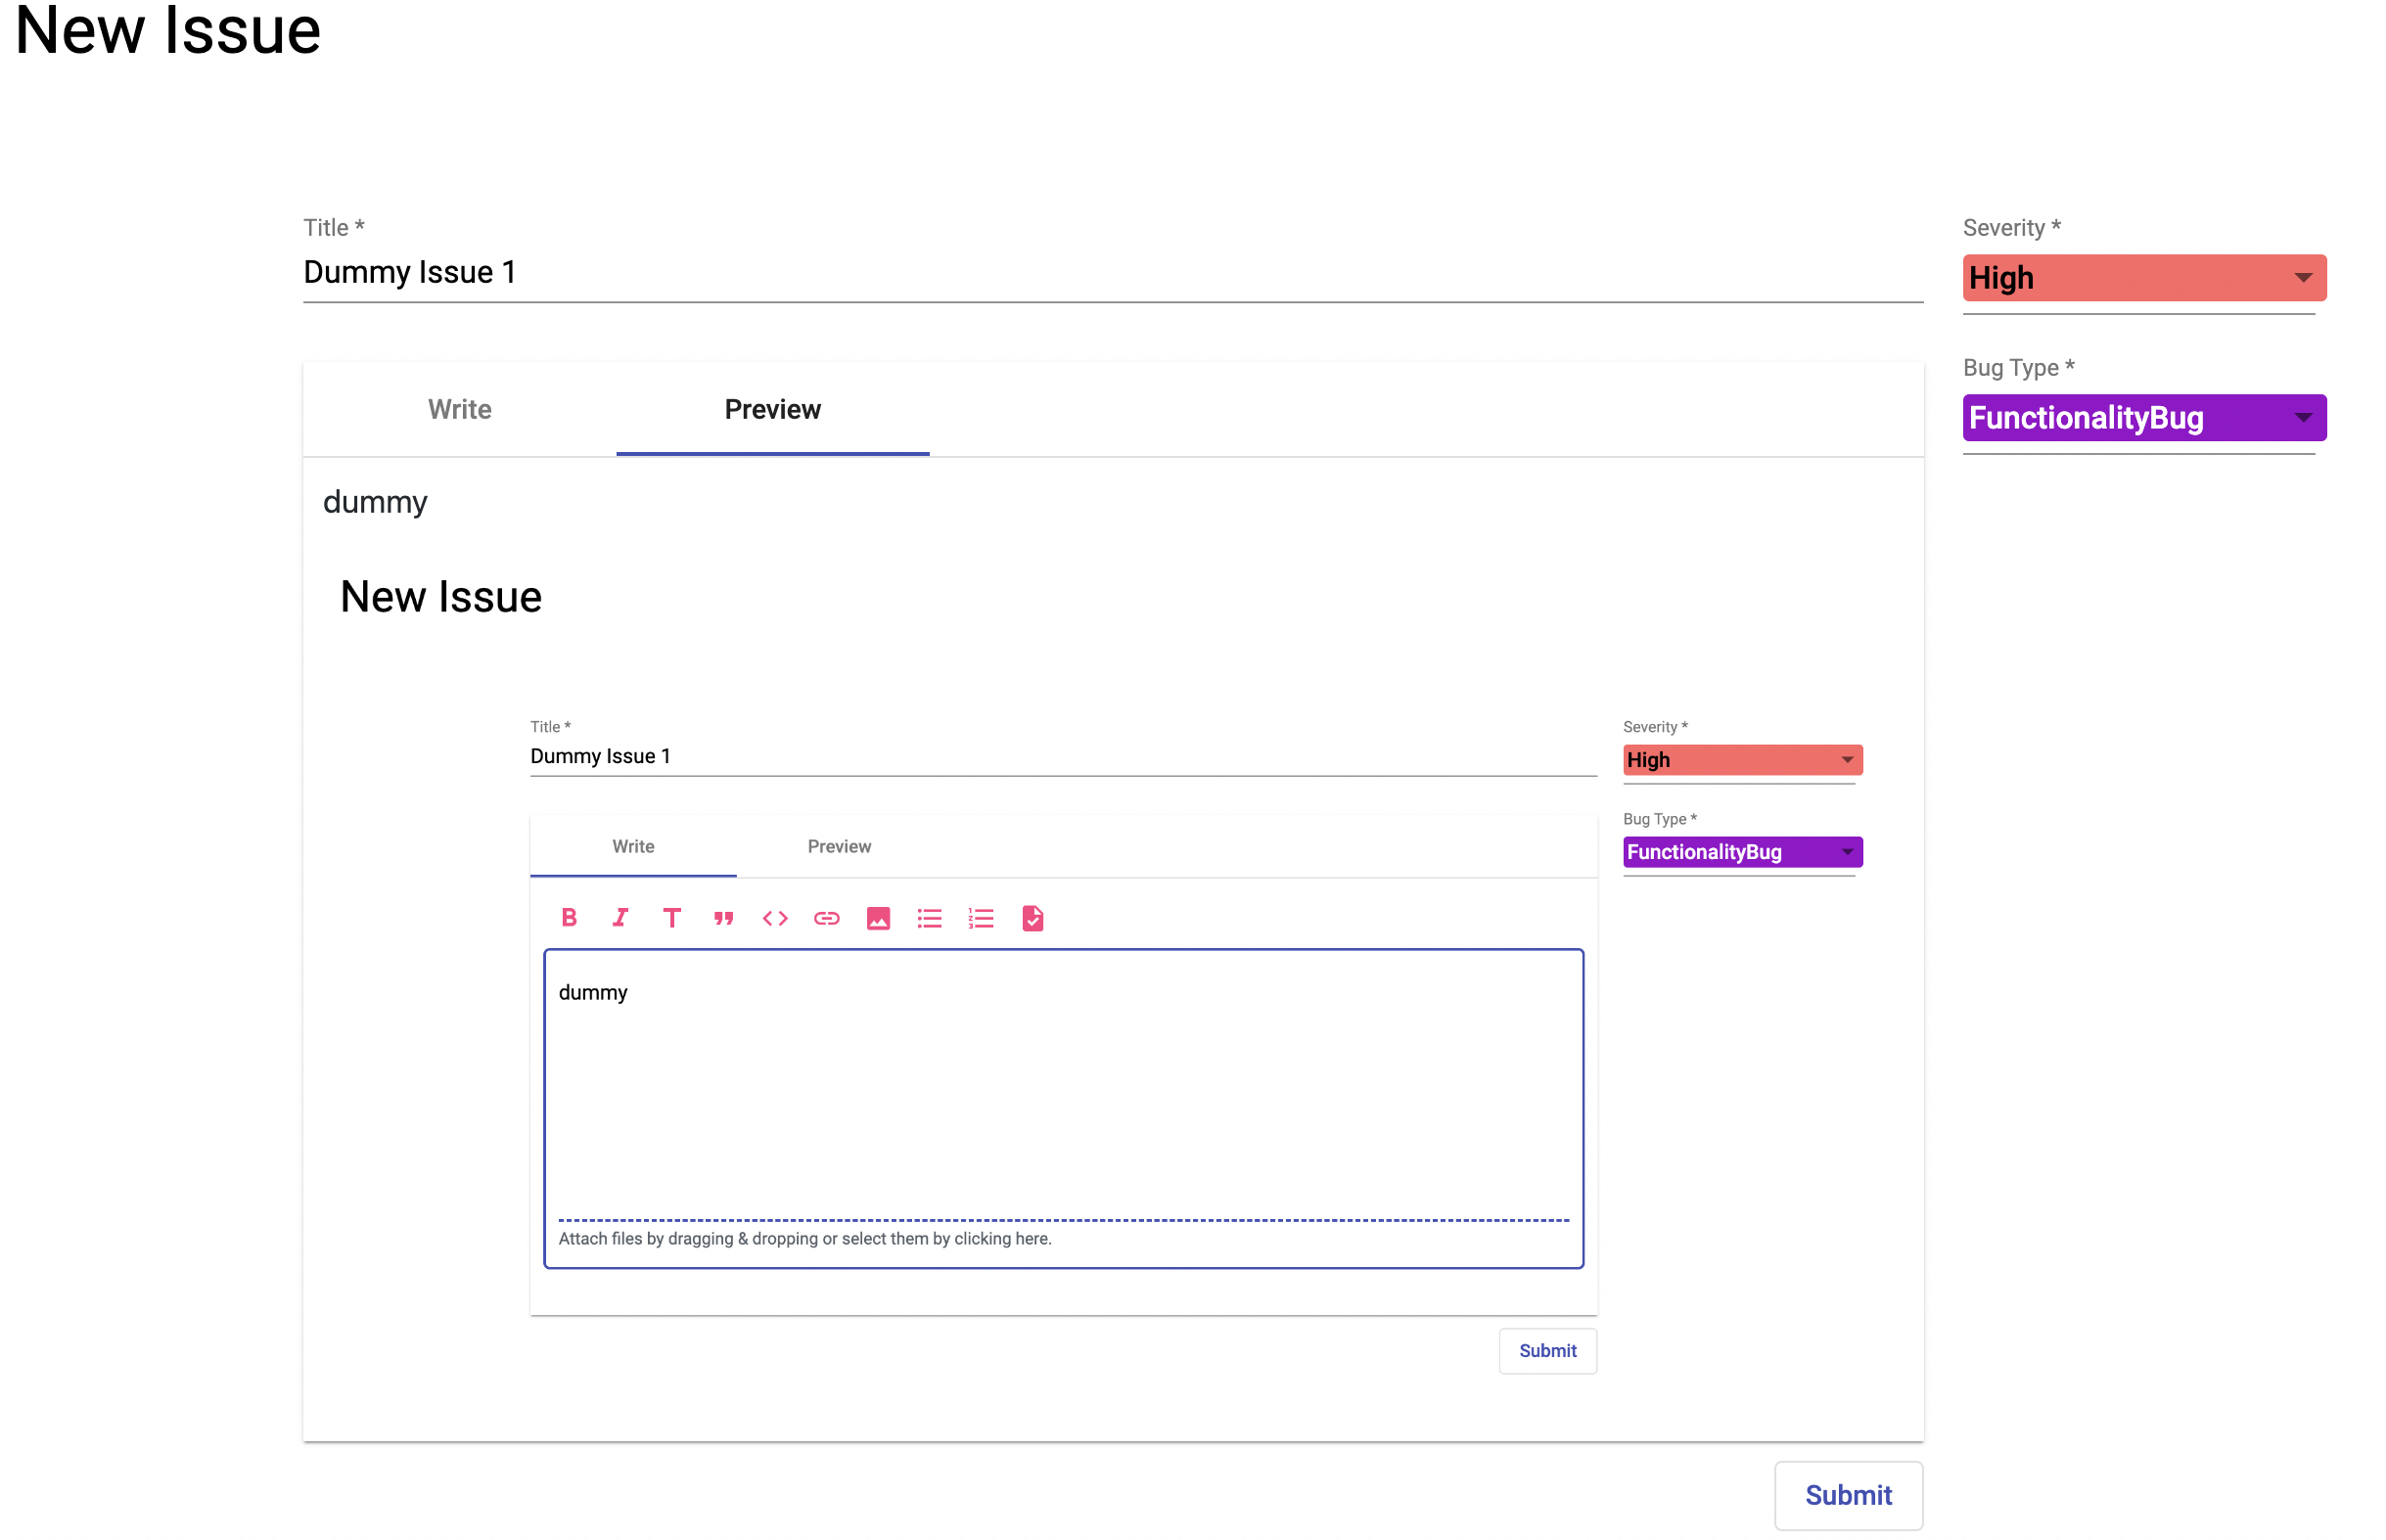 New Issue
Title *
Severity *
Dummy Issue 1
High
Bug Type *
Write Preview
FunctionalityBug
dummy
New Issue
Title *
Severity *
Dummy Issue 1
High
Bug Type *
Write Preview
FunctionalityBug
dummy
Attach files by dragging & dropping or select them by clicking here.
Submit
Submit